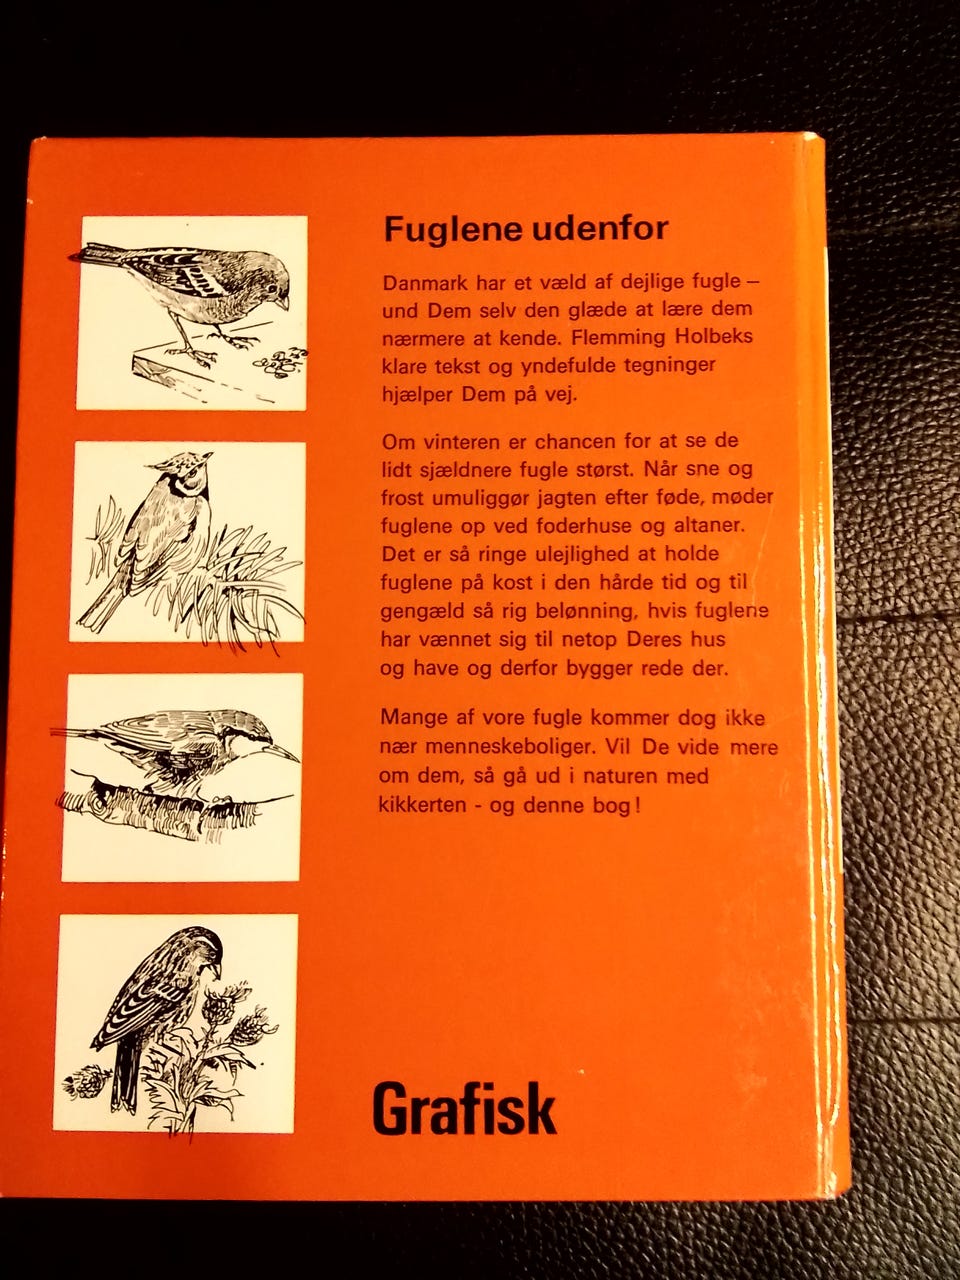 Fuglene udenfor
Danmark har et væld af dejlige fugle –
und Dem selv den glæde at lære dem
nærmere at kende. Flemming Holbeks
klare tekst og yndefulde tegninger
hjælper Dem på vej.
Om vinteren er chancen for at se de
lidt sjældnere fugle størst. Når sne og
frost umuliggør jagten efter føde, møder
fuglene op ved foderhuse og altaner.
Det er så ringe ulejlighed at holde
fuglene på kost i den hårde tid og til
gengæld så rig belønning, hvis fuglene
har vænnet sig til netop Deres hus
og have og derfor bygger rede der.
Mange af vore fugle kommer dog ikke
nær menneskeboliger. Vil De vide mere
om dem, så gå ud i naturen med
kikkerten - og denne bog!
Grafisk